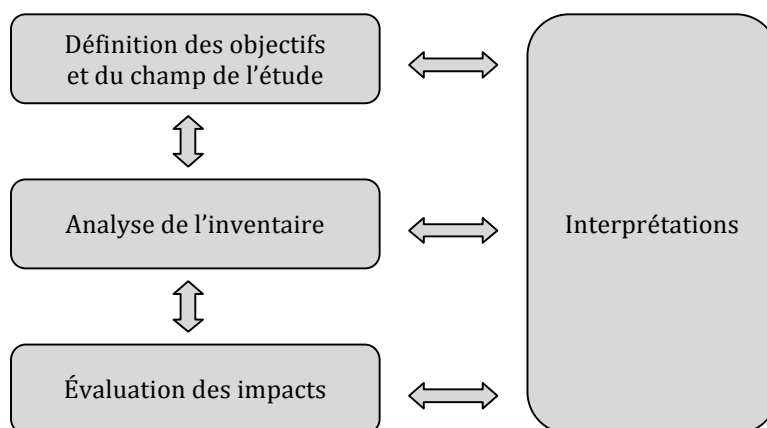 Définition des objectifs
et du champ de l’étude
Analyse de l’inventaire
Interprétations
Évaluation des impacts